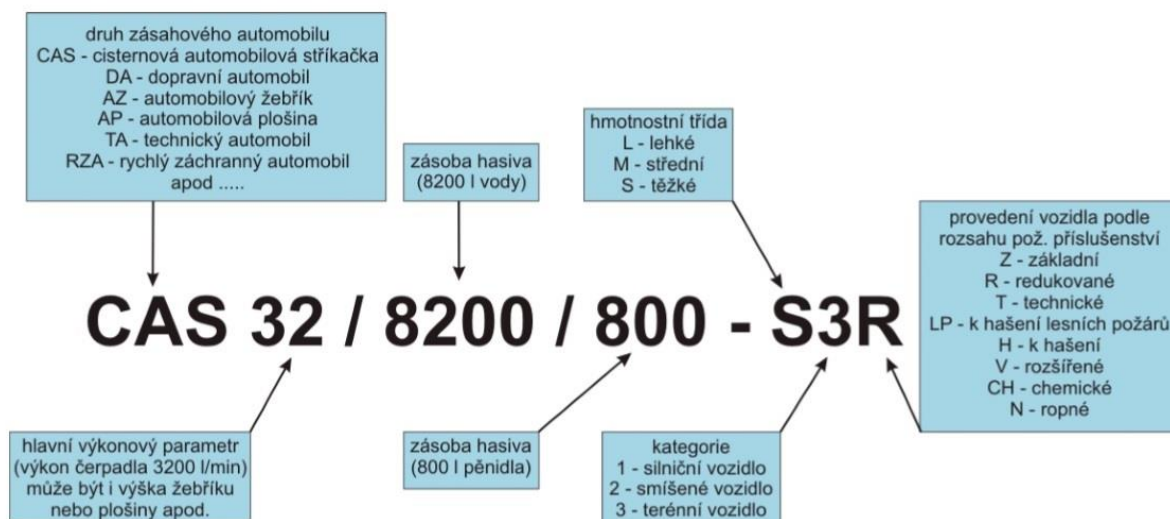 druh zásahového automobilu
CAS - cisternová automobilová stříkačka
DA - dopravní automobil
AZ - automobilový žebřík
AP - automobilová plošina
TA - technický automobil
RZA - rychlý záchranný automobil
apod .....
zásoba hasiva
(8200 l vody)
hmotnostní třída
L - lehké
M - střední
S - těžké
provedení vozidla podle
rozsahu pož. příslušenství
Z - základní
R - redukované
T - technické
LP - k hašení lesních požárů
H - k hašení
V - rozšířené
CH - chemické
N - ropné
CAS 32 / 8200 / 800 - S3R
hlavní výkonový parametr
(výkon čerpadla 3200 l/min)
může být i výška žebříku
nebo plošiny apod.
zásoba hasiva
(800 l pěnidla)
kategorie
1 - silniční vozidlo
2 - smíšené vozidlo
3 - terénní vozidlo